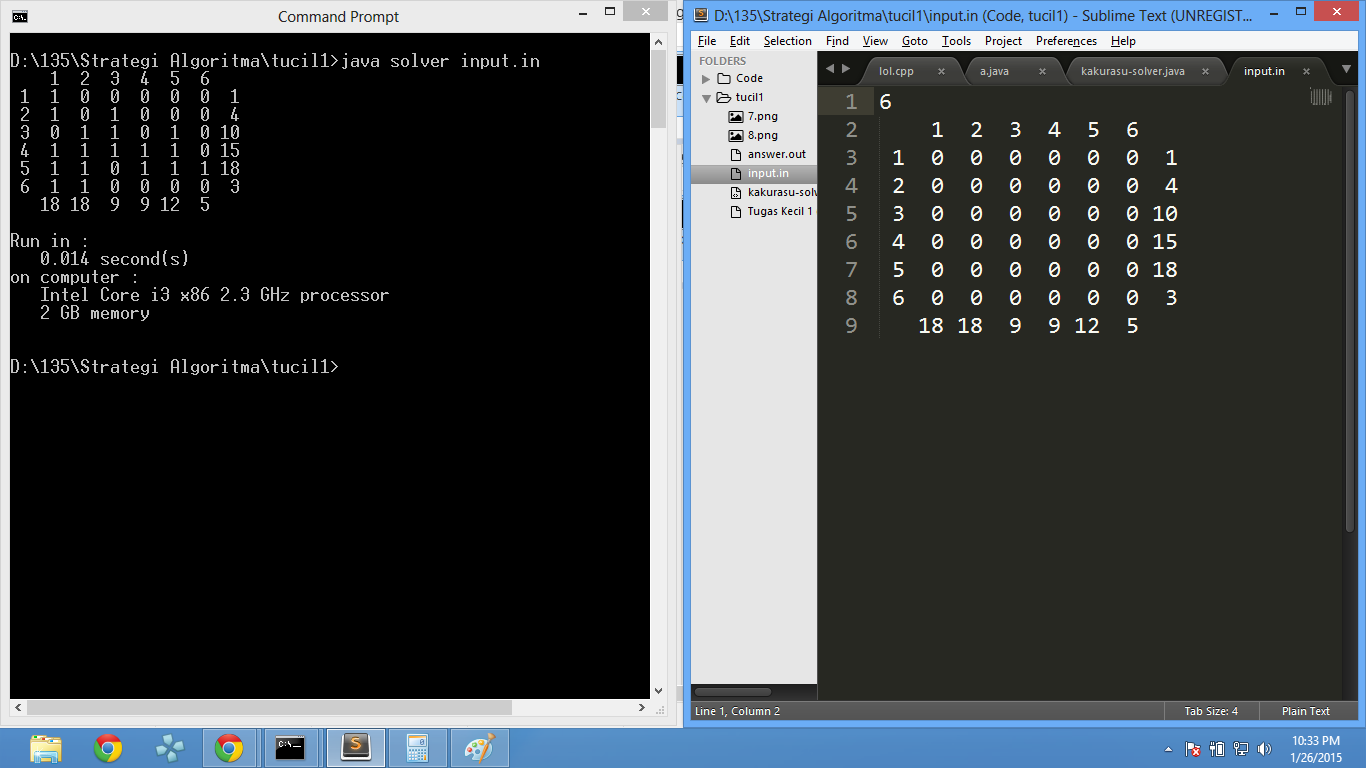 Command Prompt
D:\135\Strategi Algoritma\tucil1>java solver input.in
1 2 3 4 5 6
1 1 0 0 0 0 0 1
2 1 0 1 0 0 0 4
3 0 1 1 0 1 0 10
4 1 1 1 1 1 0 15
5 1 1 0 1 1 1 18
6 1 1 0 0 0 0 3
18 18 9 9 12 5
Run in :
0.014 second(s)
on computer :
Intel Core i3 x86 2.3 GHz processor
2 GB memory
D:\135\Strategi Algoritma\tucil1>
D:\135\Strategi Algoritma\tucil1\input.in (Code, tucil1) - Sublime Text (UNREGIST...
File Edit Selection Find View Goto Tools Project Preferences Help
FOLDERS
Code
tucil1
7.png
8.png
answer.out
input.in
kakurasu-solv
Tugas Kecil 1
lol.cpp a.java kakurasu-solver.java input.in
1 6
2 1 2 3 4 5 6
3 1 0 0 0 0 0 0 1
4 2 0 0 0 0 0 0 4
5 3 0 0 0 0 0 0 10
6 4 0 0 0 0 0 0 15
7 5 0 0 0 0 0 0 18
8 6 0 0 0 0 0 0 3
9 18 18 9 9 12 5
Line 1, Column 2 Tab Size: 4 Plain Text
10:33 PM
1/26/2015